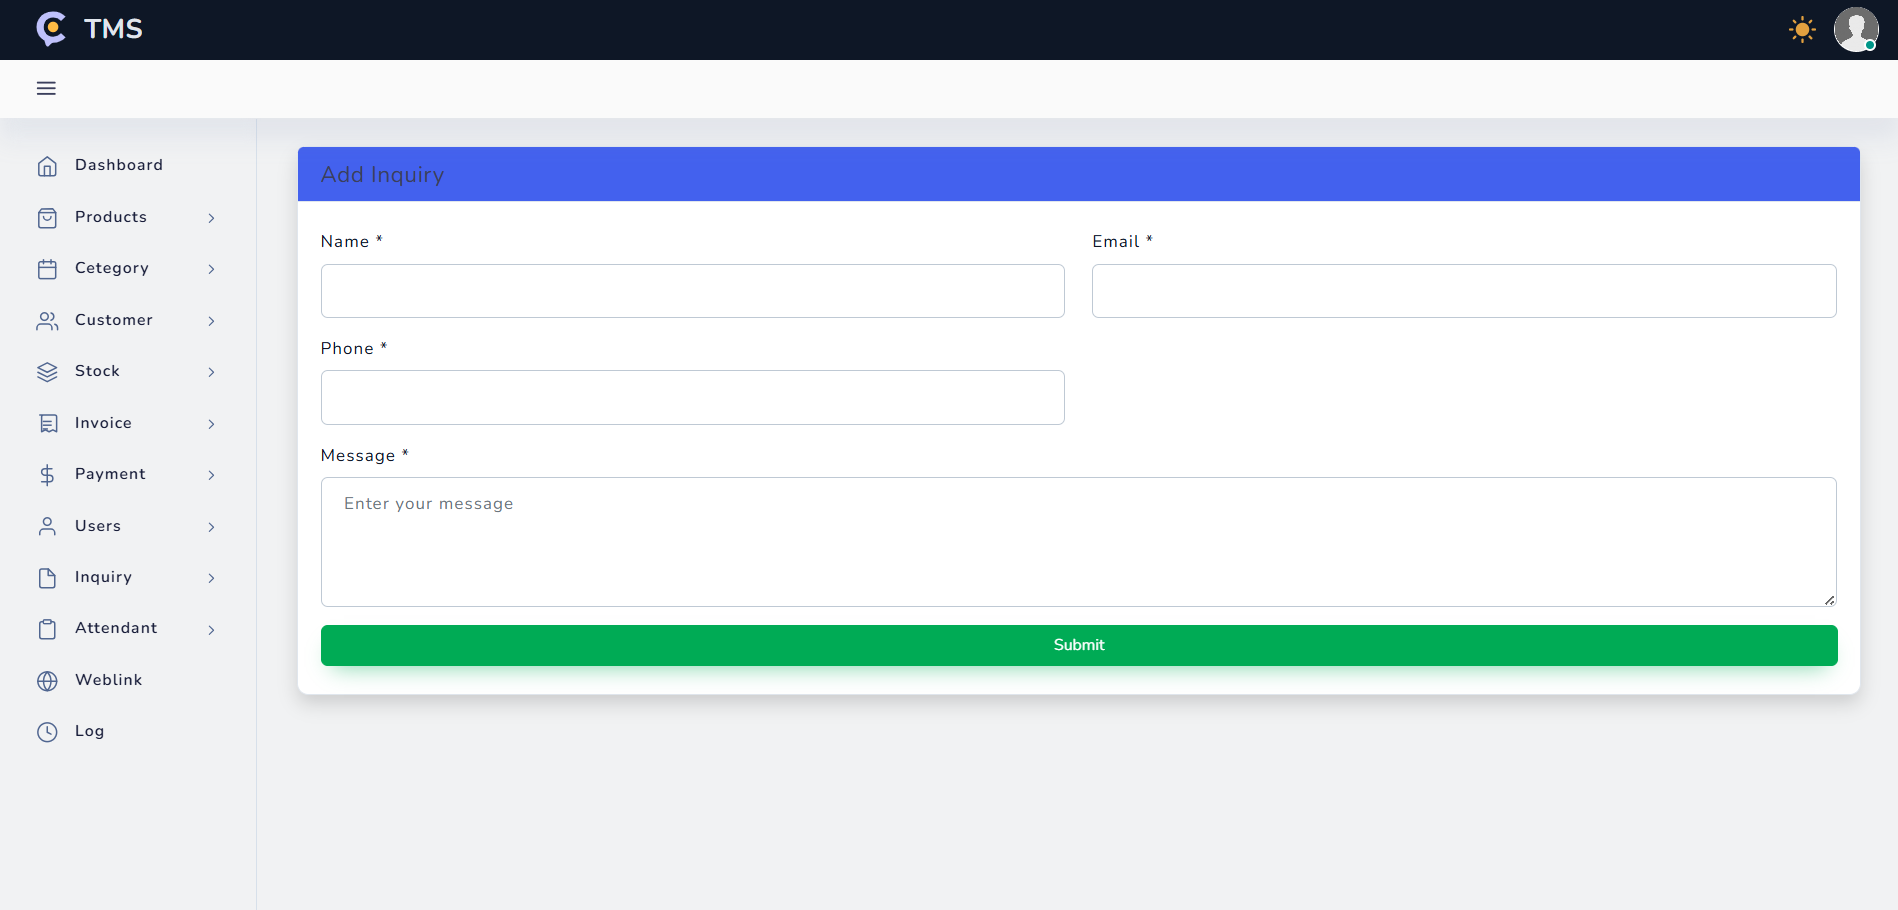 TMS
Dashboard
Products
Cetegory
Customer
Stock
Invoice
Payment
Users
Inquiry
Attendant
Weblink
Log
Add Inquiry
Name *
Email *
Phone *
Message *
Enter your message
Submit